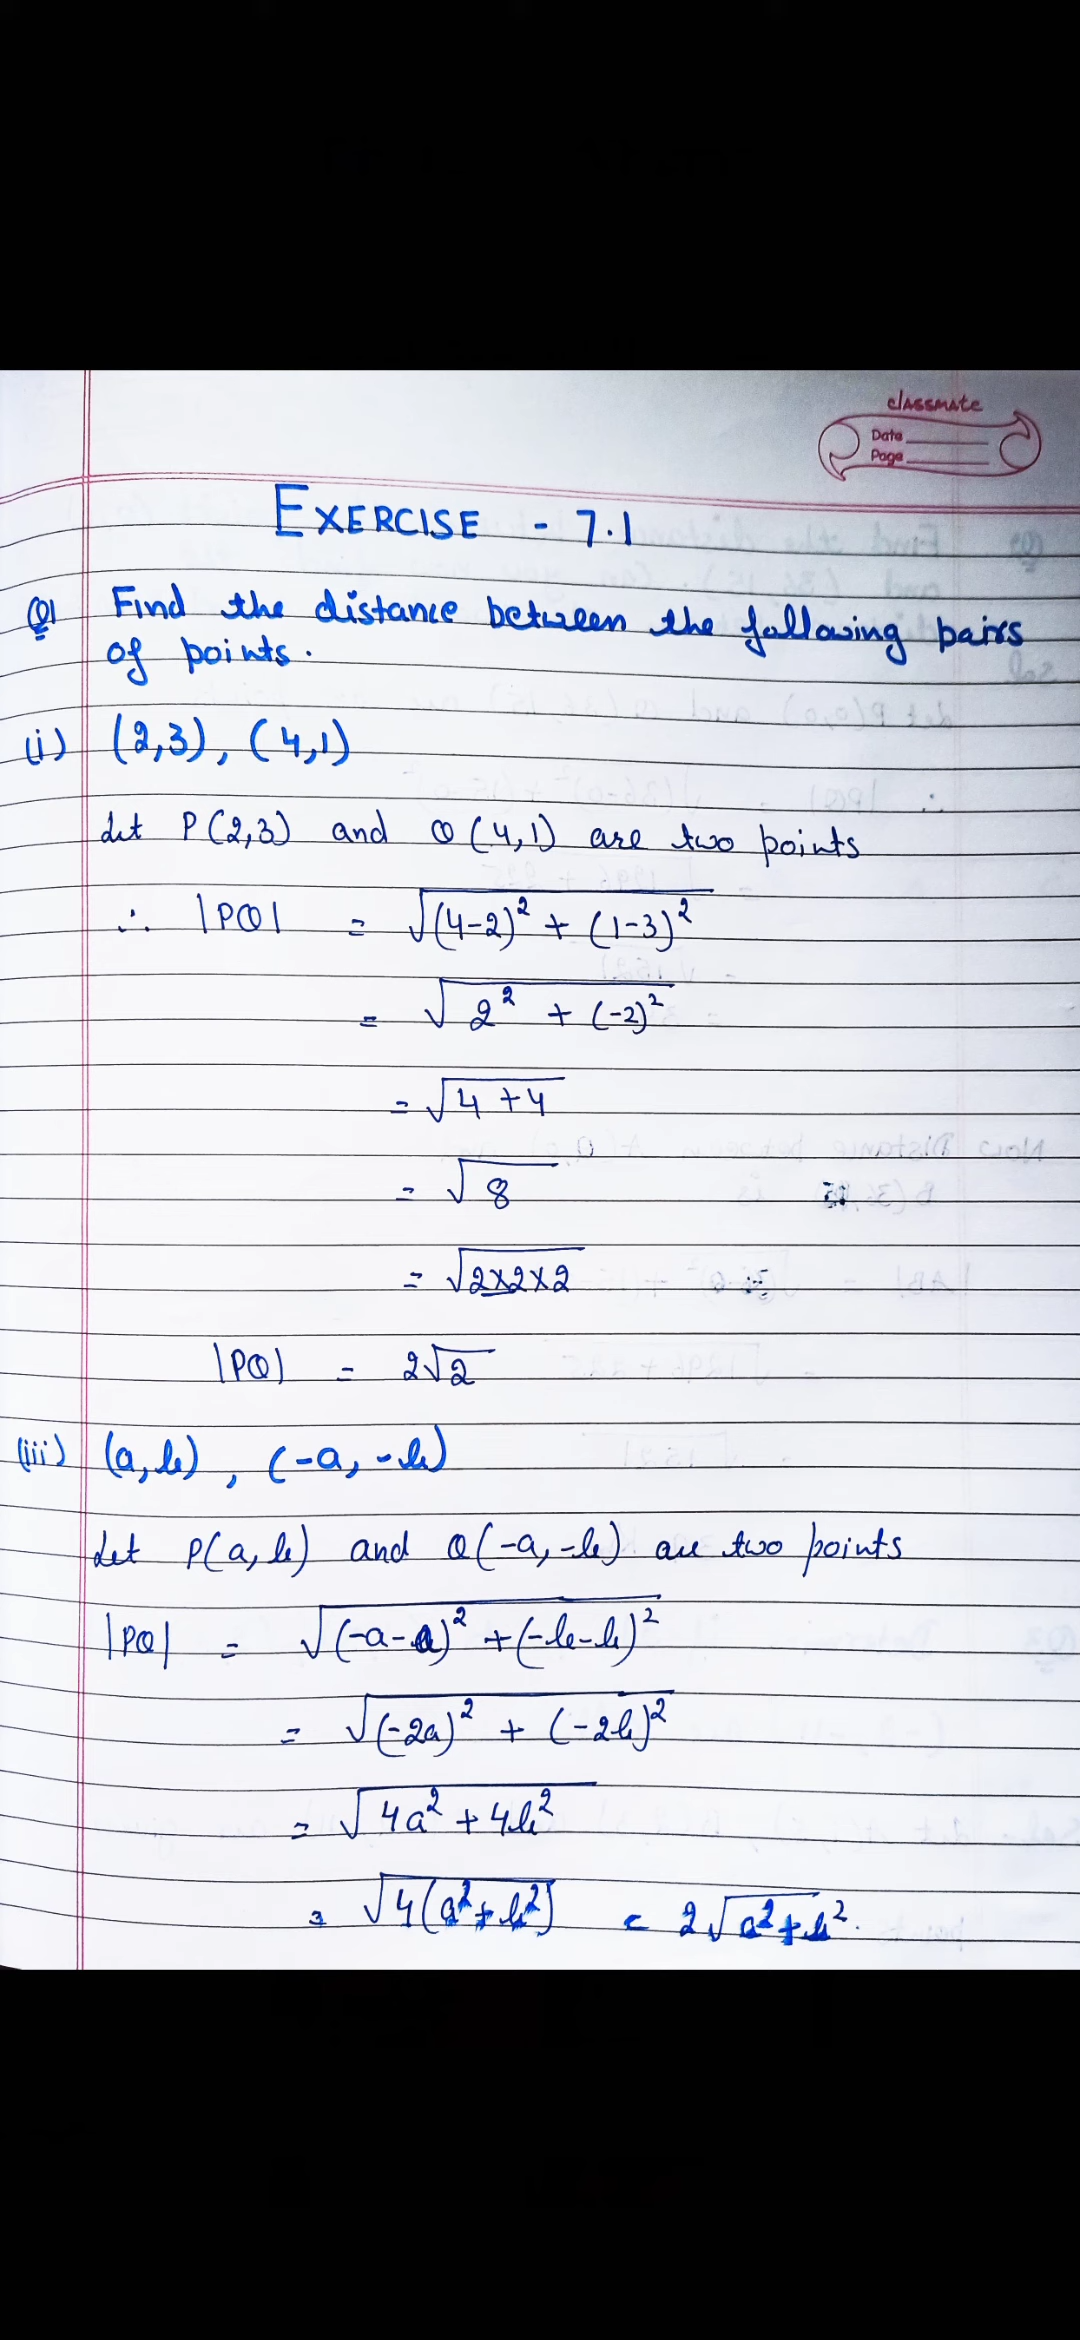 classmate
Date
Page
EXERCISE - 7.1
Q1 Find the distance between the following pairs
of points.
(i) (2,3), (4,1)
Let P(2,3) and Q(4,1) are two points
∴ |PQ| = √(4-2)² + (1-3)²
= √2² + (-2)²
= √4+4
= √8
= √2×2×2
|PQ| = 2√2
(iii) (a,b), (-a,-b)
Let P(a,b) and Q(-a,-b) are two points
|PQ| = √(-a-a)² + (-b-b)²
= √(-2a)² + (-2b)²
= √4a² + 4b²
= √4(a²+b²) = 2√a²+b².